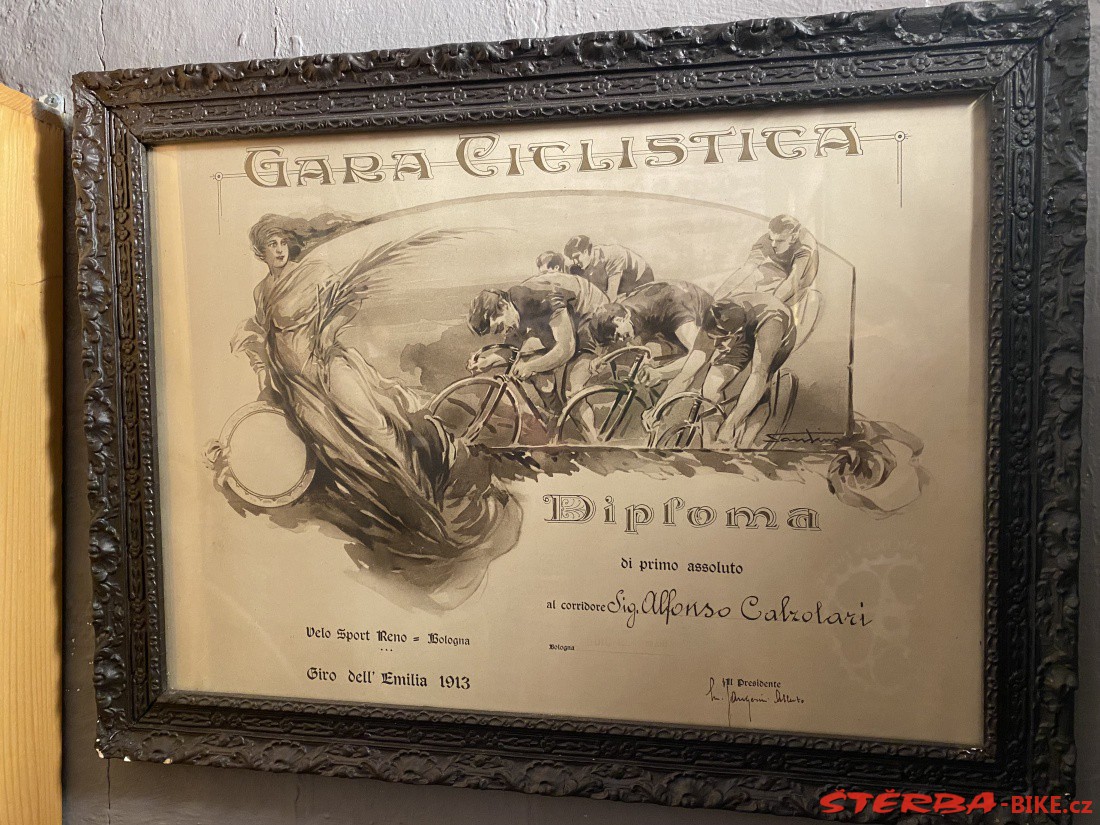 GARA CICLISTICA
Diploma
di primo assoluto
al corridore Sig. Alfonso Calzolari
Velo Sport Reno = Bologna
Bologna
Giro dell' Emilia 1913
Il Presidente
ŠTĚRBA-BIKE.cz